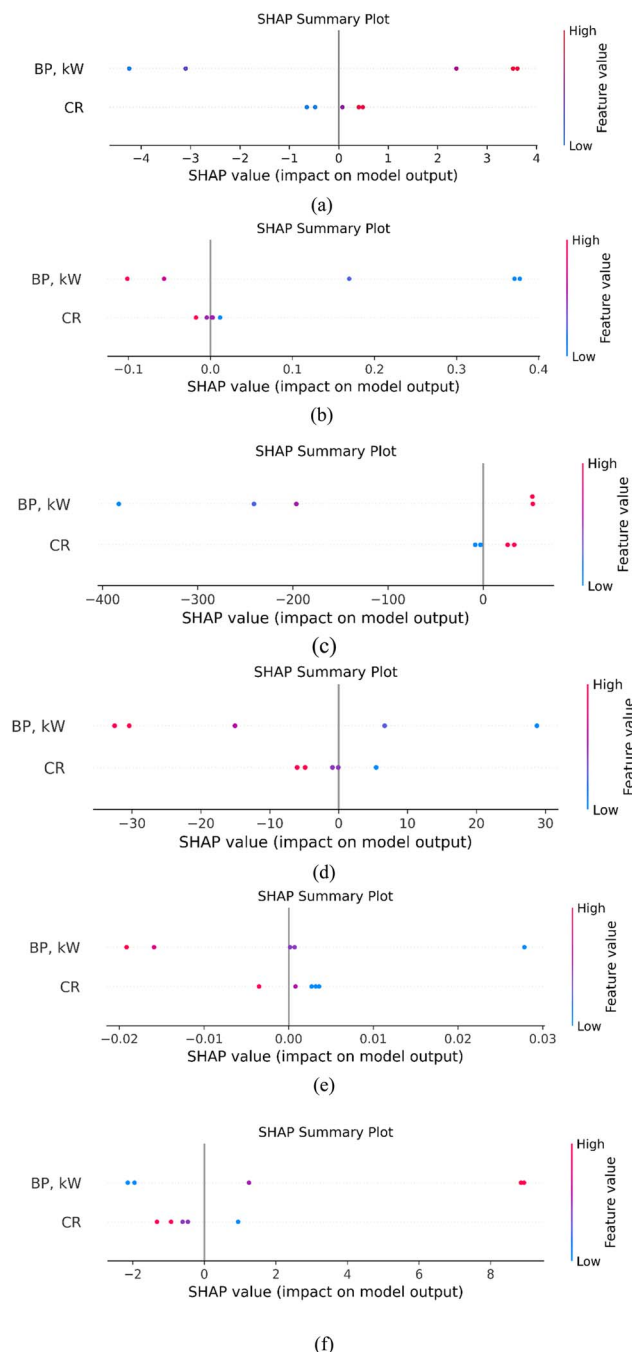 SHAP Summary Plot
High
BP, kW
CR
Feature value
Low
−4 −3 −2 −1 0 1 2 3 4
SHAP value (impact on model output)
(a)
SHAP Summary Plot
High
BP, kW
CR
Feature value
Low
−0.1 0.0 0.1 0.2 0.3 0.4
SHAP value (impact on model output)
(b)
SHAP Summary Plot
High
BP, kW
CR
Feature value
Low
−400 −300 −200 −100 0
SHAP value (impact on model output)
(c)
SHAP Summary Plot
High
BP, kW
CR
Feature value
Low
−30 −20 −10 0 10 20 30
SHAP value (impact on model output)
(d)
SHAP Summary Plot
High
BP, kW
CR
Feature value
Low
−0.02 −0.01 0.00 0.01 0.02 0.03
SHAP value (impact on model output)
(e)
SHAP Summary Plot
High
BP, kW
CR
Feature value
Low
−2 0 2 4 6 8
SHAP value (impact on model output)
(f)